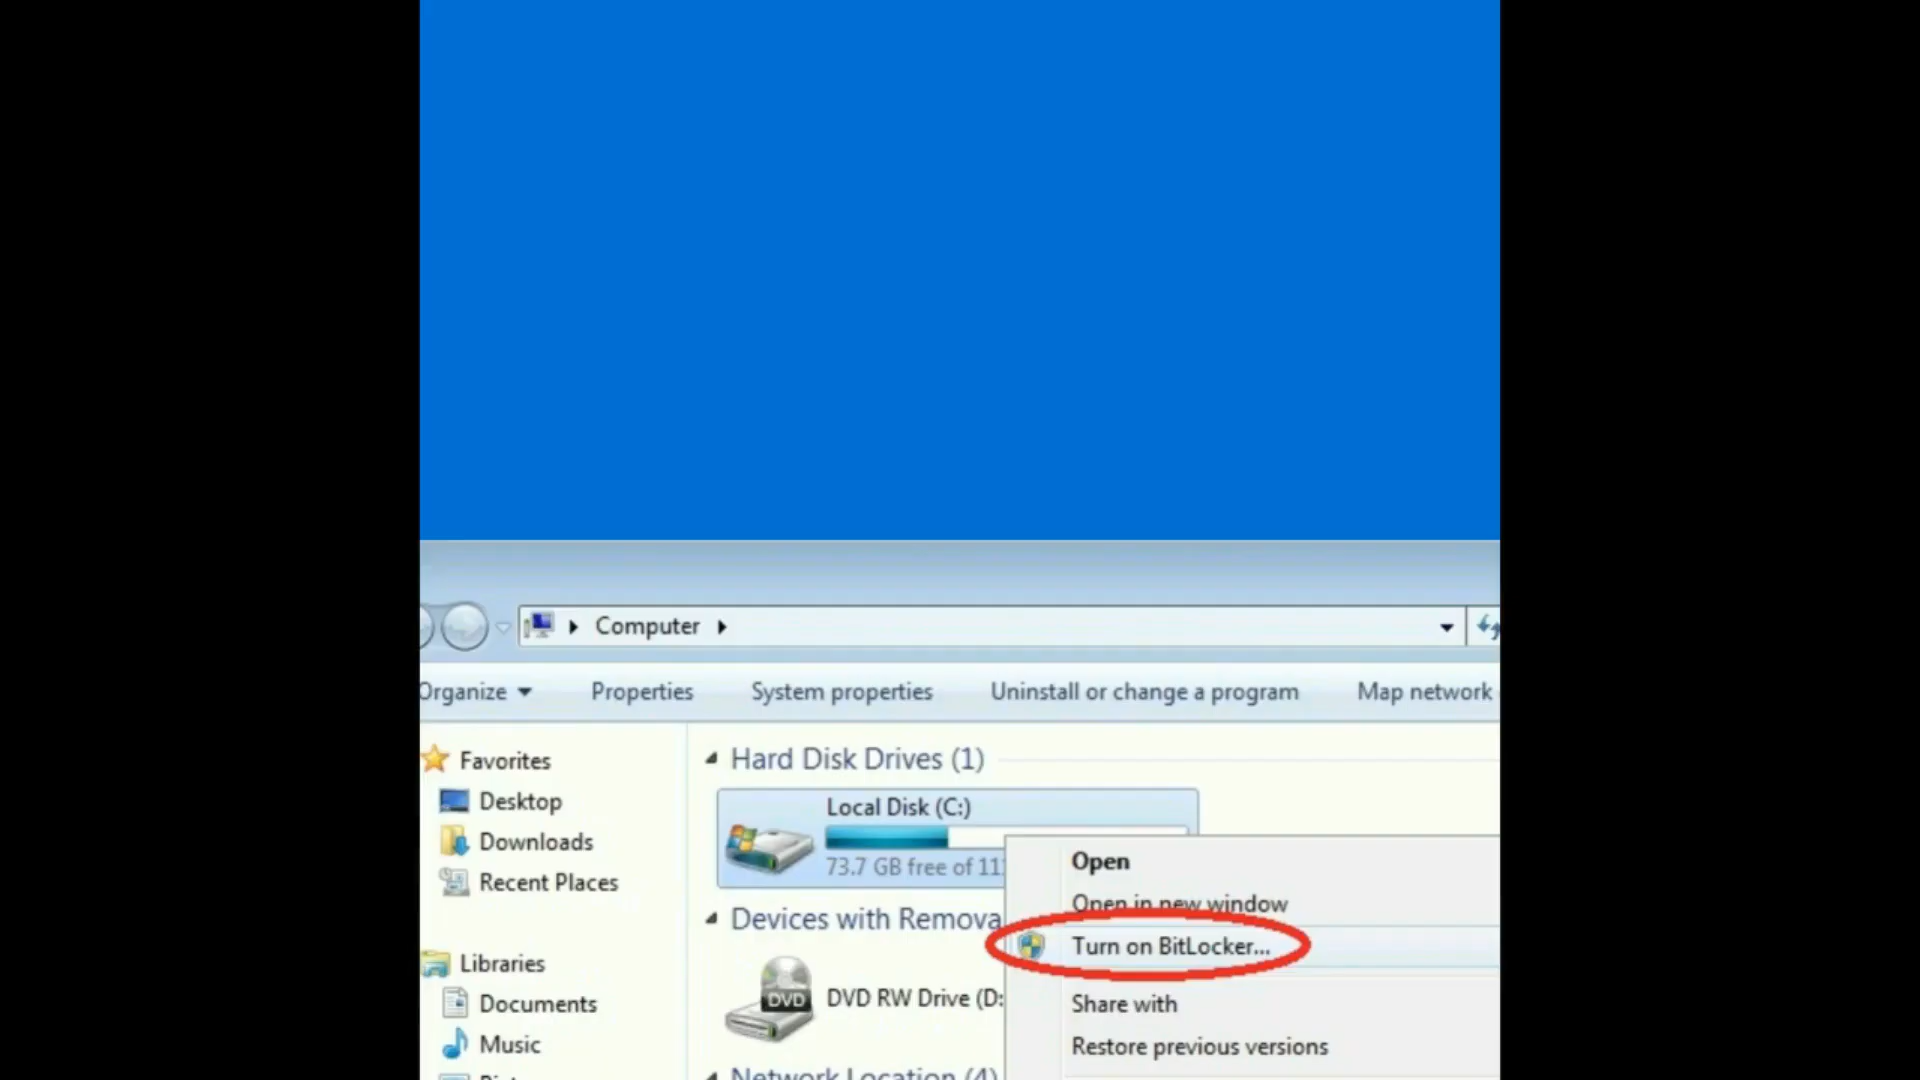 Computer
Organize Properties System properties Uninstall or change a program Map network
Favorites
Desktop
Downloads
Recent Places
Libraries
Documents
Music
Hard Disk Drives (1)
Local Disk (C:)
73.7 GB free of 11
Devices with Remova
DVD
DVD RW Drive (D:
Network Location (4)
Open
Open in new window
Turn on BitLocker...
Share with
Restore previous versions